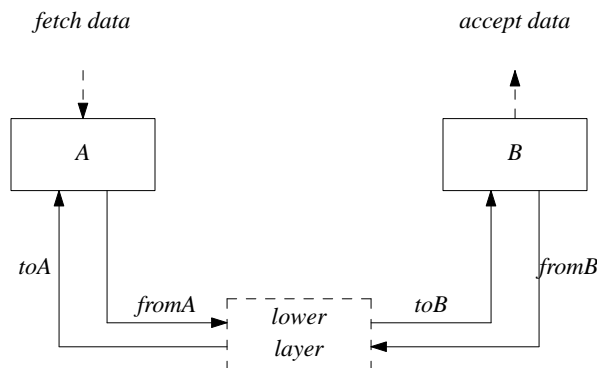 fetch data
accept data
A
B
toA
fromB
fromA
toB
lower
layer